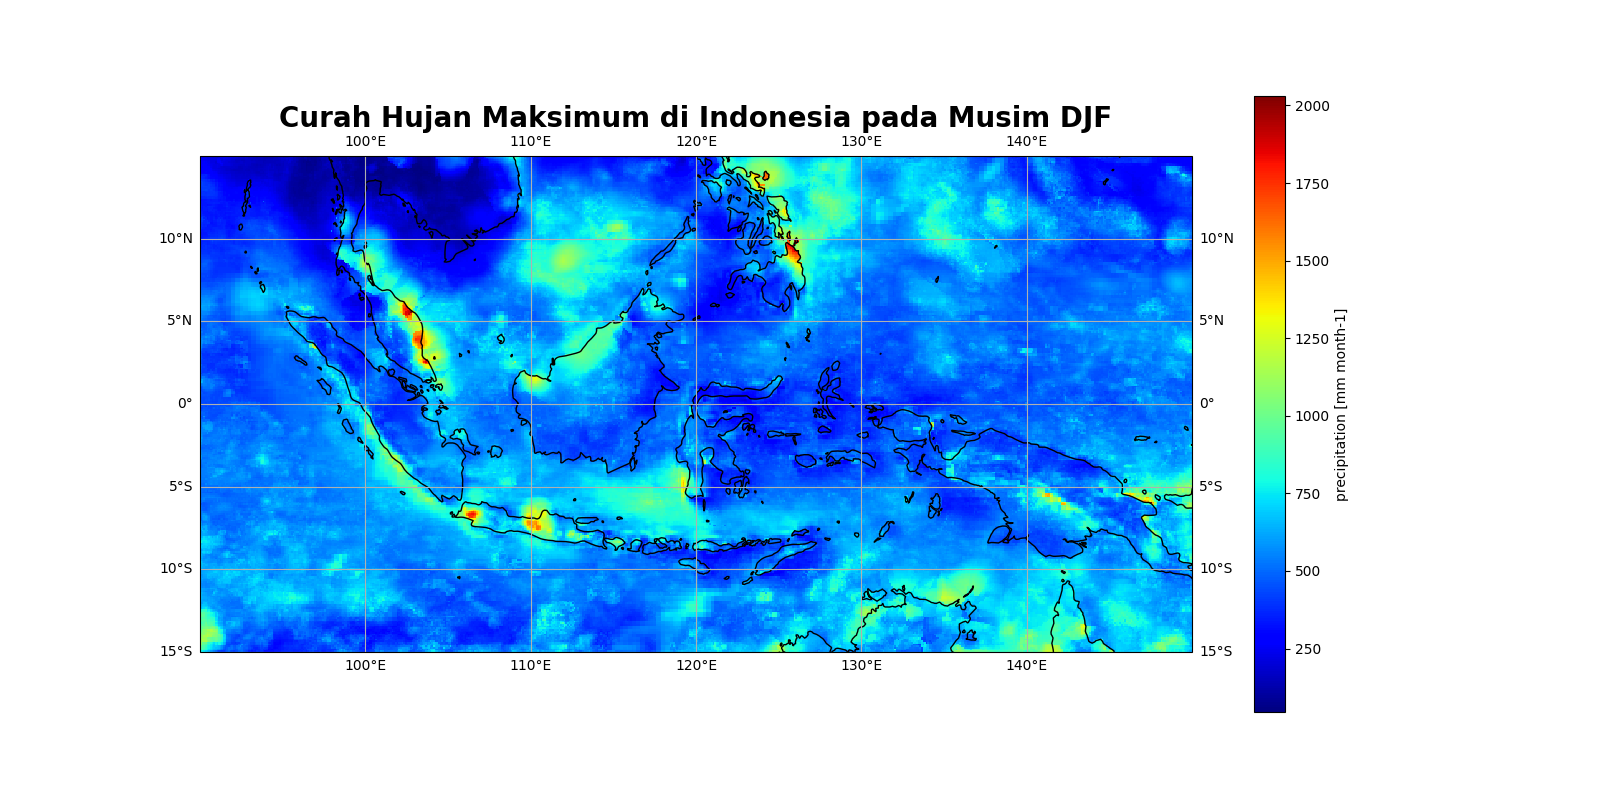 Curah Hujan Maksimum di Indonesia pada Musim DJF
100°E 110°E 120°E 130°E 140°E
10°N 10°N
5°N 5°N
0° 0°
5°S 5°S
10°S 10°S
15°S 15°S
100°E 110°E 120°E 130°E 140°E
2000
1750
1500
1250
1000
750
500
250
precipitation [mm month-1]